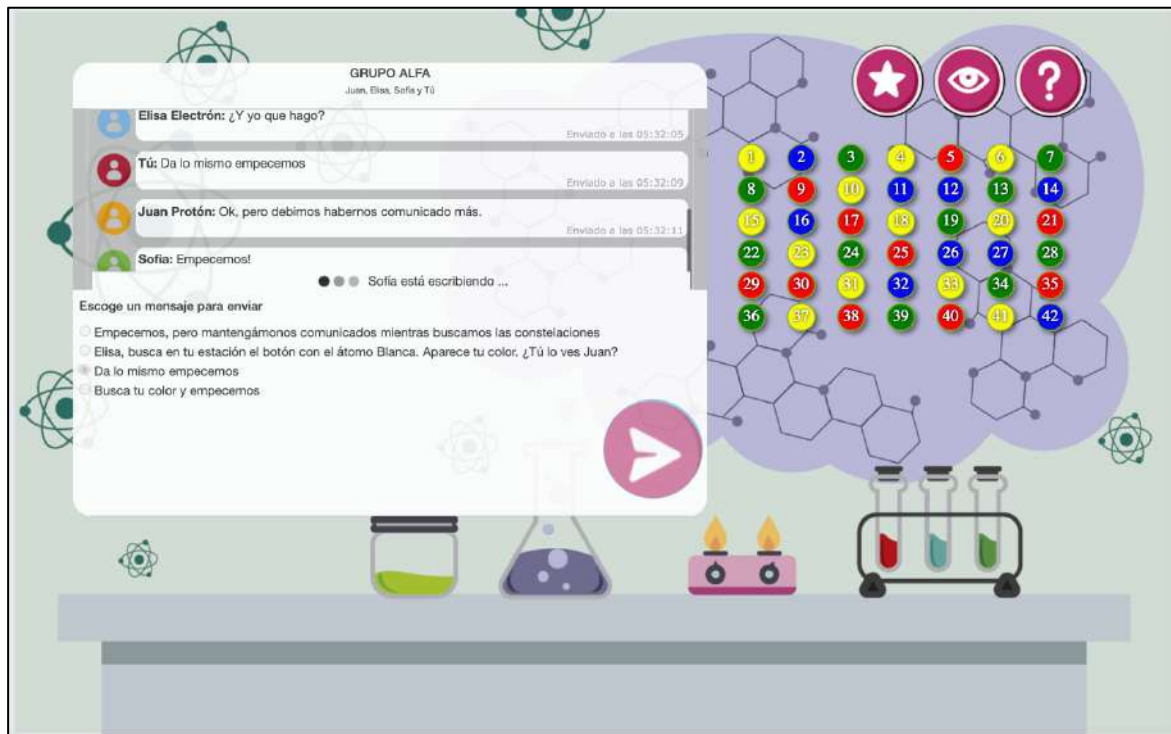 GRUPO ALFA
Juan, Elisa, Sofía y Tú
Elisa Electrón: ¿Y yo que hago?
Enviado a las 05:32:05
Tú: Da lo mismo empecemos
Enviado a las 05:32:09
Juan Protón: Ok, pero debimos habernos comunicado más.
Enviado a las 05:32:11
Sofia: Empecemos!
Sofía está escribiendo ...
Escoge un mensaje para enviar
Empecemos, pero mantengámonos comunicados mientras buscamos las constelaciones
Elisa, busca en tu estación el botón con el átomo Blanca. Aparece tu color. ¿Tú lo ves Juan?
Da lo mismo empecemos
Busca tu color y empecemos
?
1 2 3 4 5 6 7
8 9 10 11 12 13 14
15 16 17 18 19 20 21
22 23 24 25 26 27 28
29 30 31 32 33 34 35
36 37 38 39 40 41 42